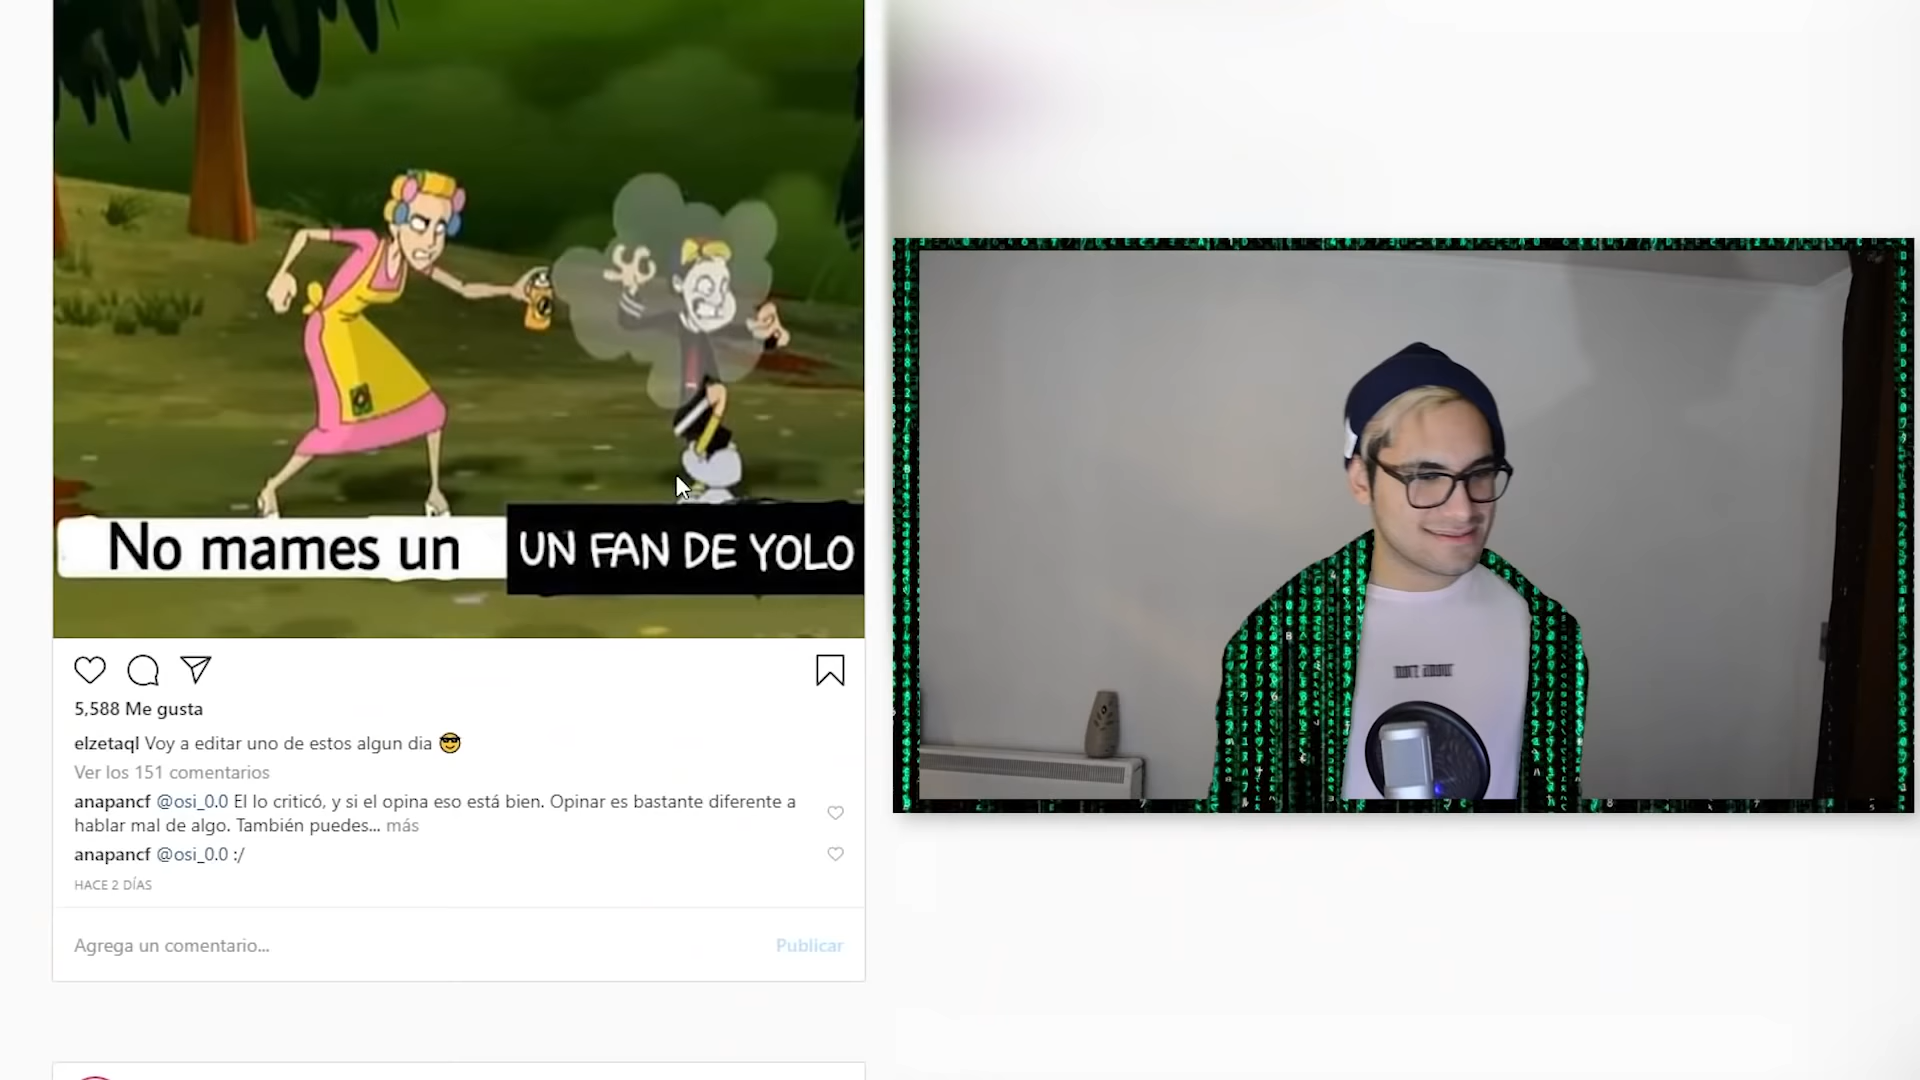 No mames un
UN FAN DE YOLO
5,588 Me gusta
elzetaql Voy a editar uno de estos algun dia 😎
Ver los 151 comentarios
anapancf @osi_0.0 El lo criticó, y si el opina eso está bien. Opinar es bastante diferente a
hablar mal de algo. También puedes... más
anapancf @osi_0.0 :/
HACE 2 DÍAS
Agrega un comentario...
Publicar